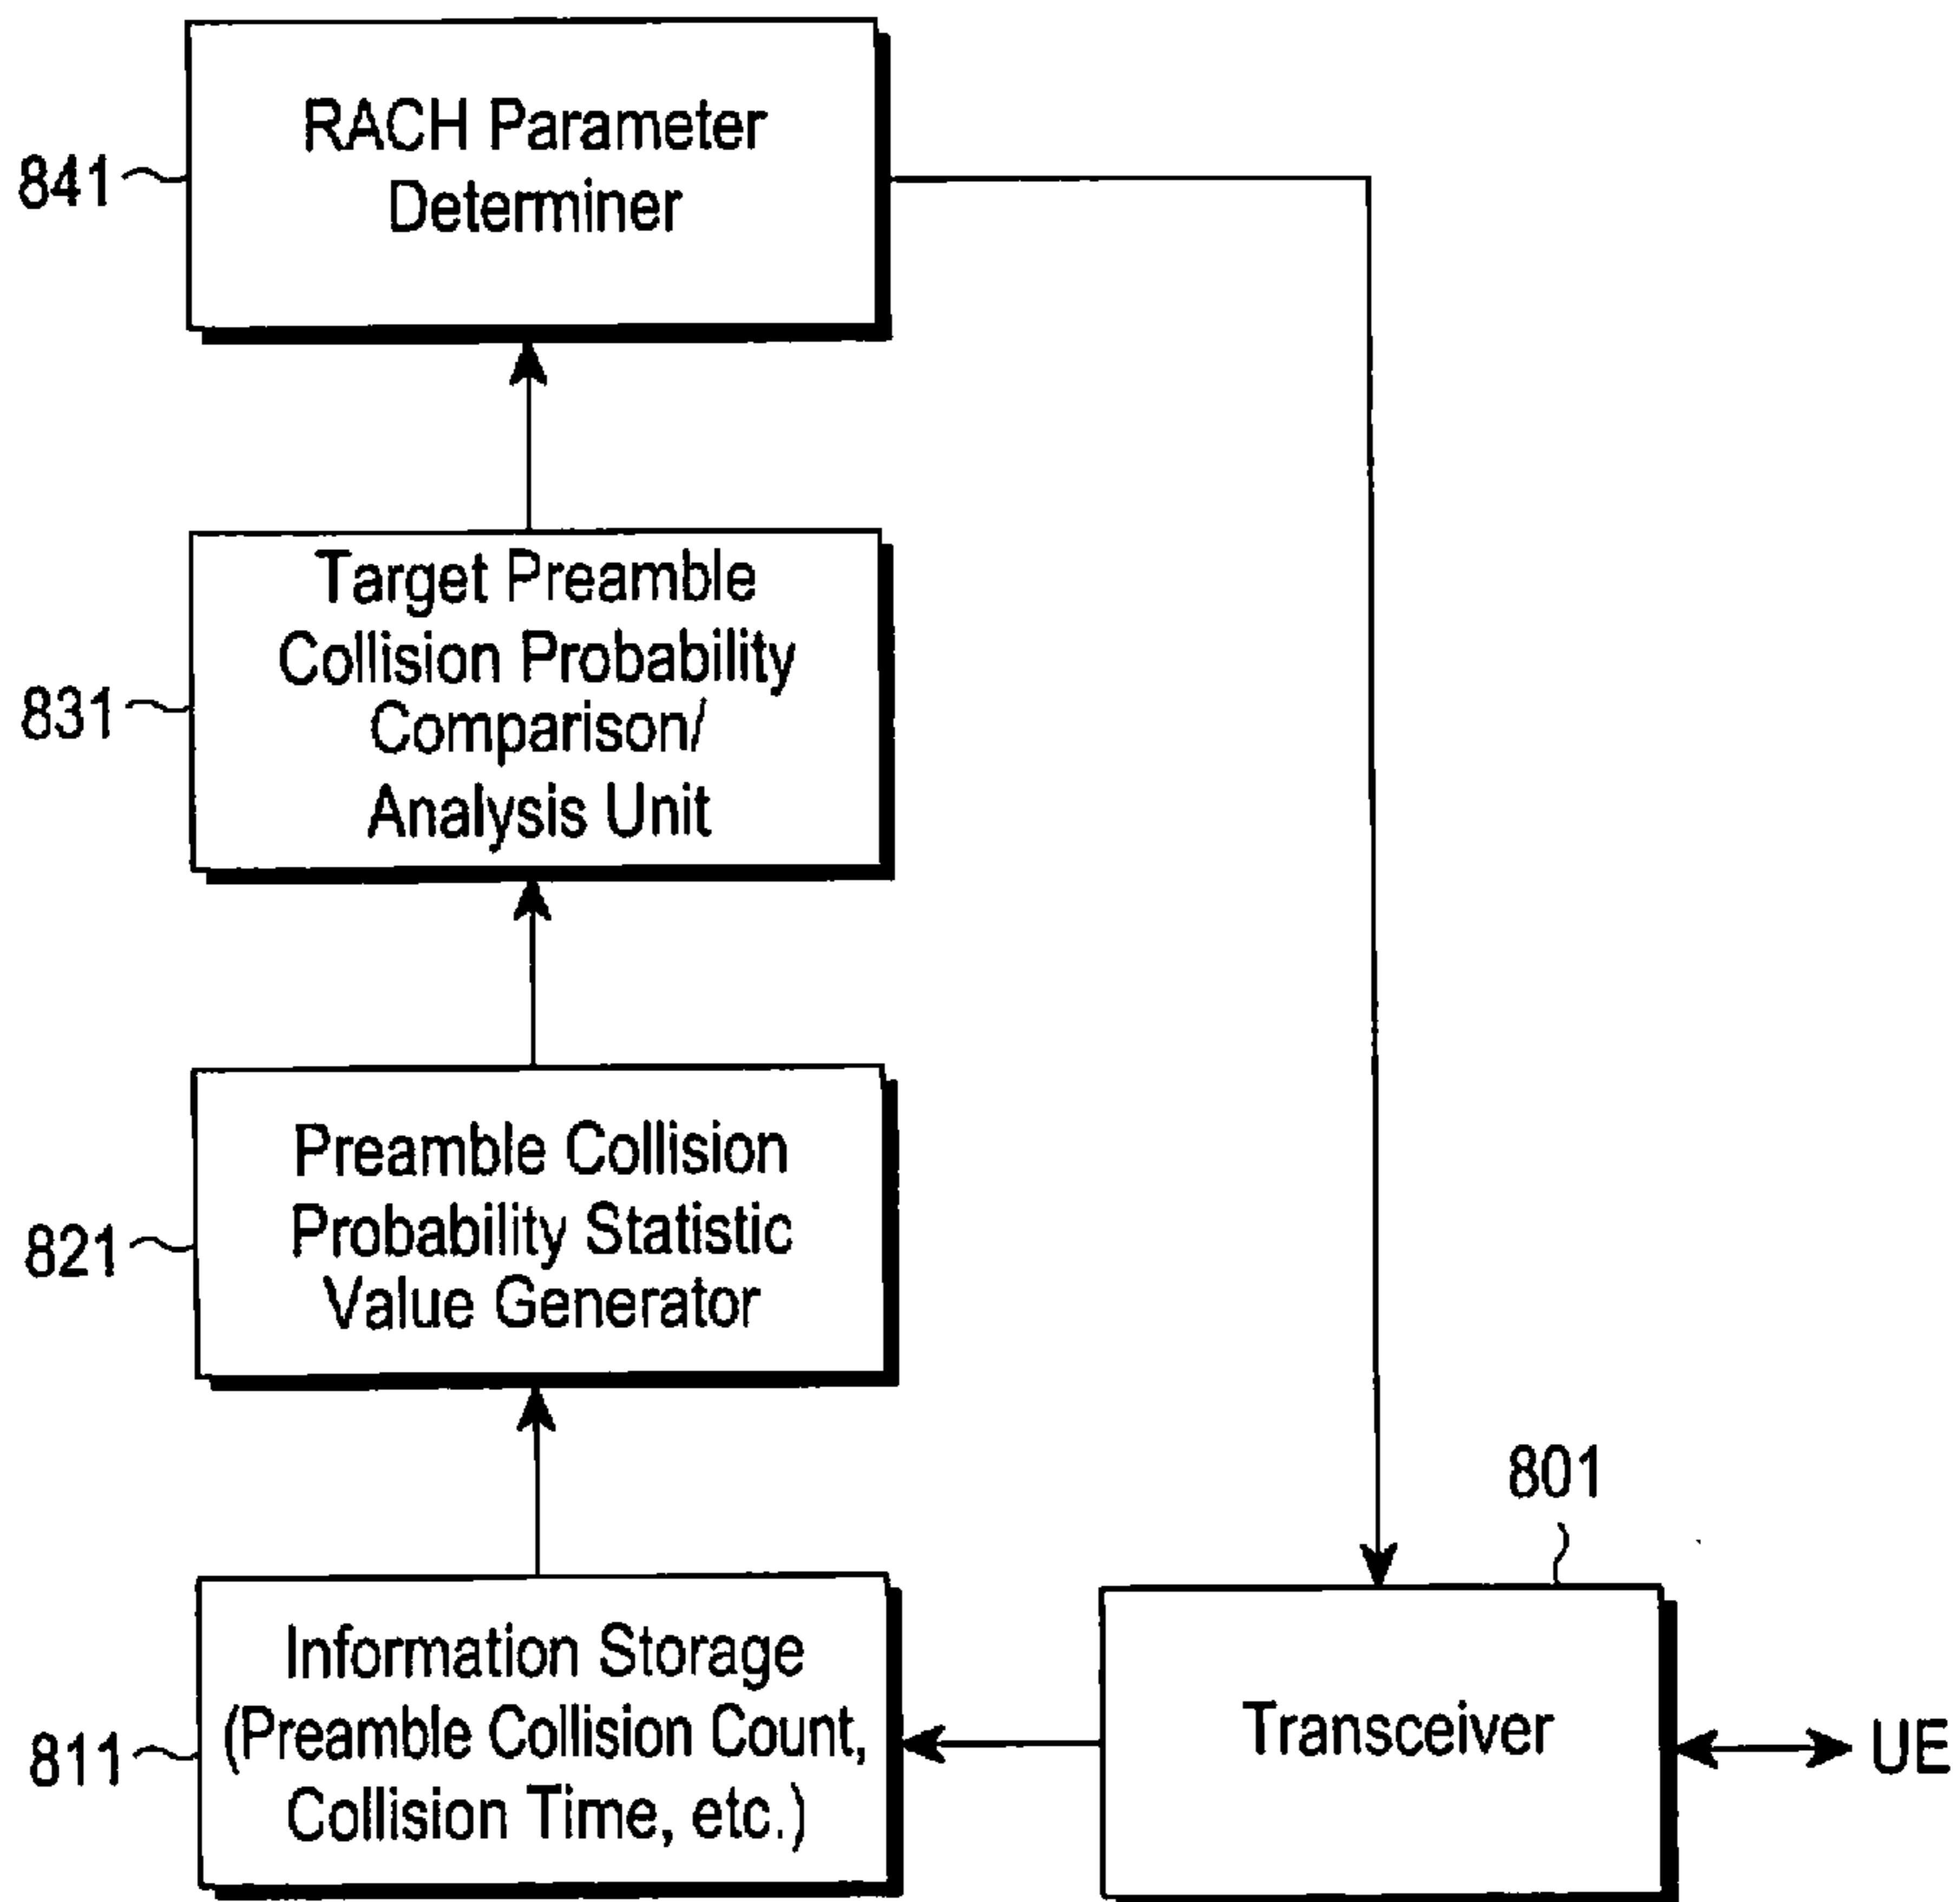 RACH Parameter
Determiner
841
Target Preamble
Collision Probability
Comparison/
Analysis Unit
831
Preamble Collision
Probability Statistic
Value Generator
821
801
Information Storage
(Preamble Collision Count,
Collision Time, etc.)
811
Transceiver
UE